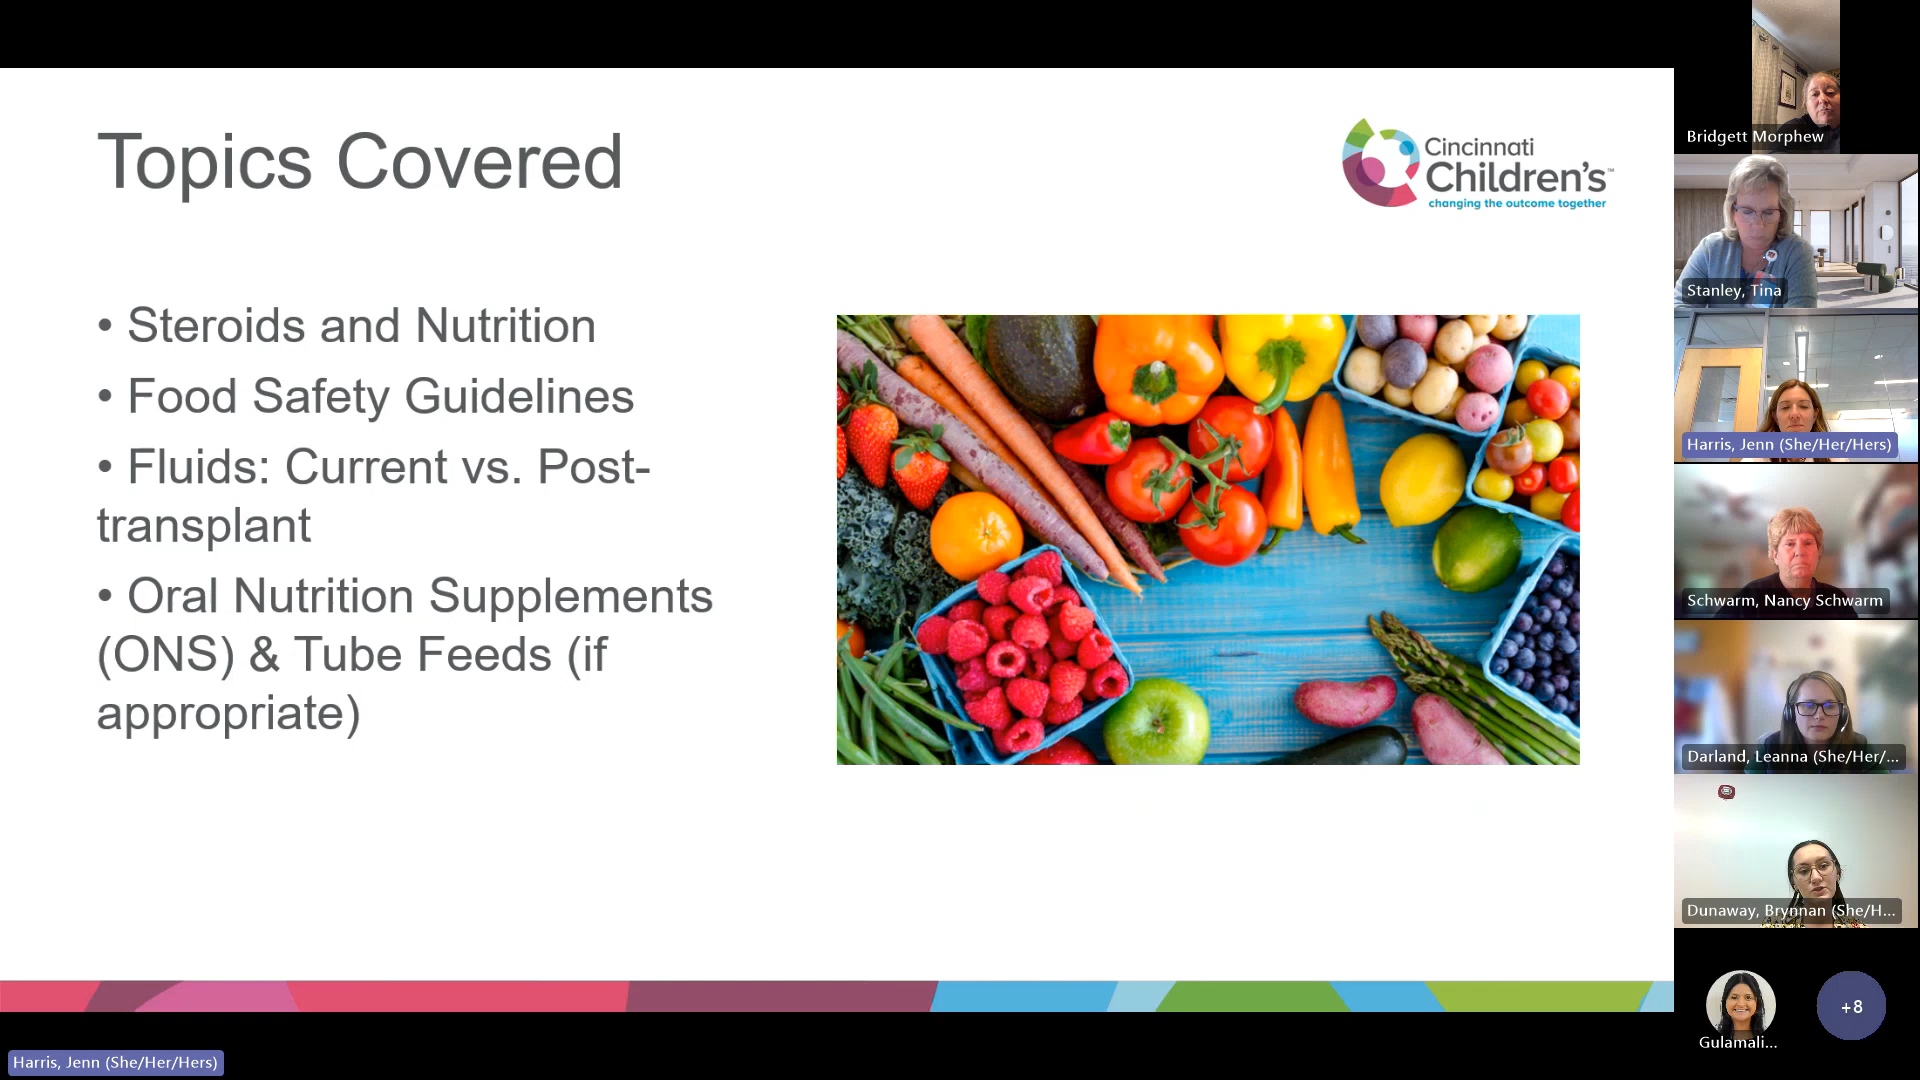 Topics Covered
Cincinnati
Children's™
changing the outcome together
• Steroids and Nutrition
• Food Safety Guidelines
• Fluids: Current vs. Post-
transplant
• Oral Nutrition Supplements
(ONS) & Tube Feeds (if
appropriate)
Bridgett Morphew
Stanley, Tina
Harris, Jenn (She/Her/Hers)
Schwarm, Nancy Schwarm
Darland, Leanna (She/Her/...
Dunaway, Brynnan (She/H...
Gulamali...
+8
Harris, Jenn (She/Her/Hers)